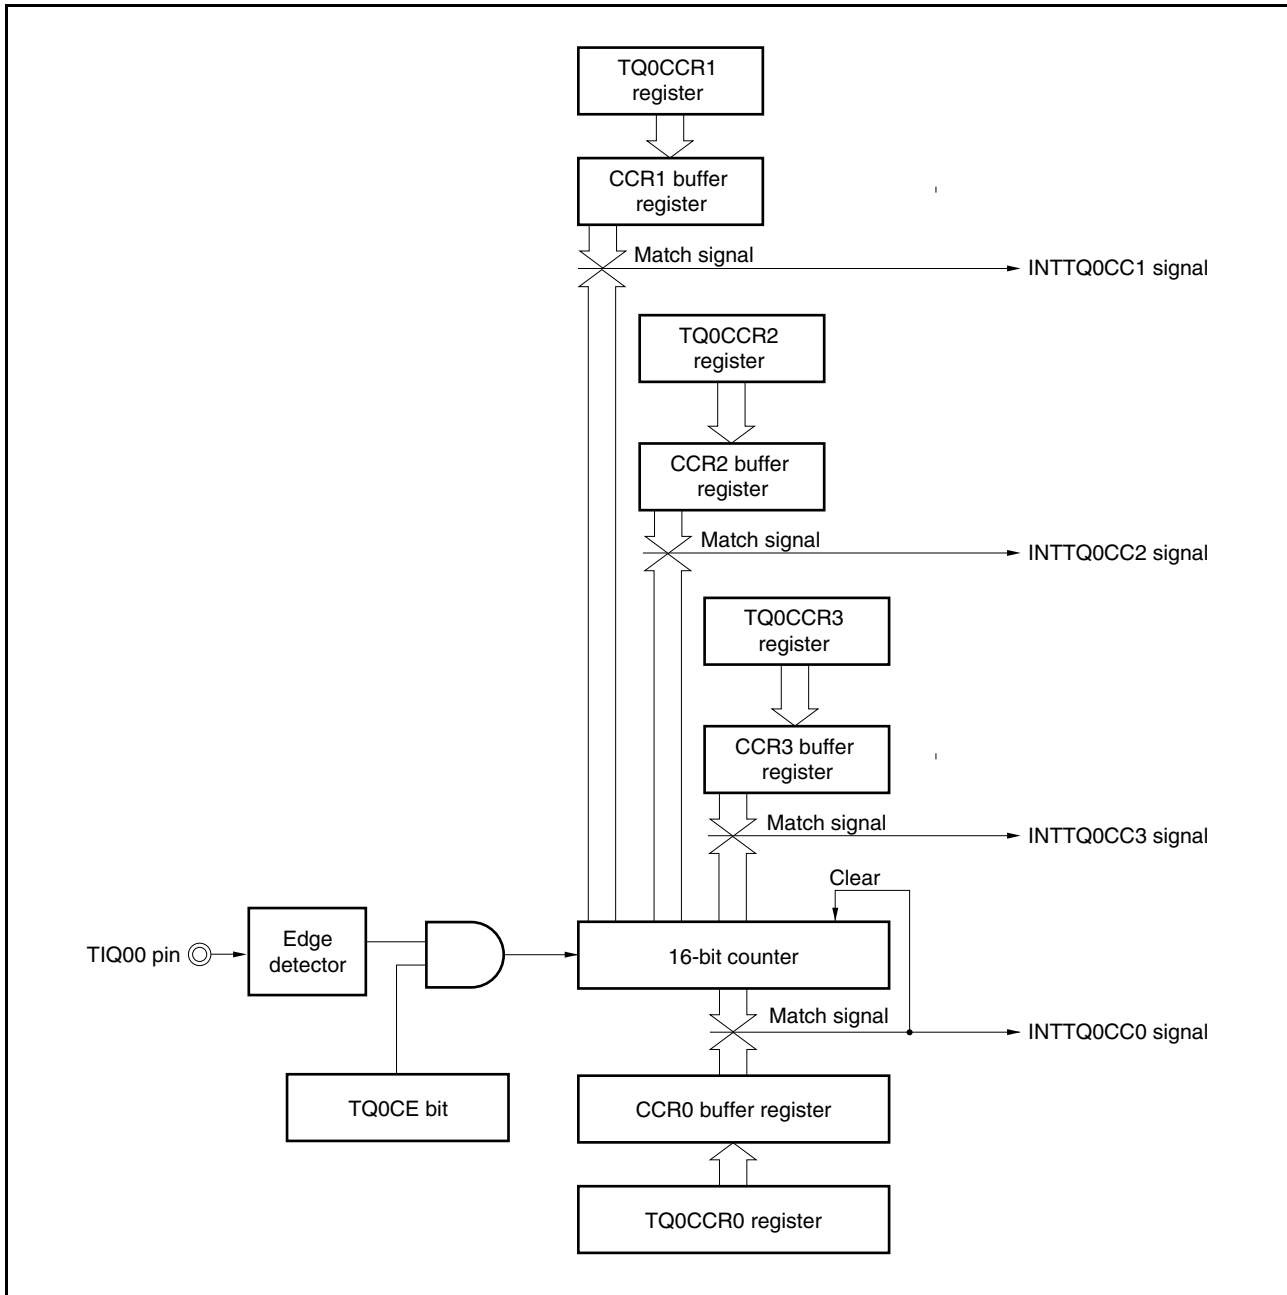 TQ0CCR1
register
CCR1 buffer
register
Match signal
INTTQ0CC1 signal
TQ0CCR2
register
CCR2 buffer
register
Match signal
INTTQ0CC2 signal
TQ0CCR3
register
CCR3 buffer
register
Match signal
INTTQ0CC3 signal
Clear
TIQ00 pin
Edge
detector
16-bit counter
Match signal
INTTQ0CC0 signal
TQ0CE bit
CCR0 buffer register
TQ0CCR0 register